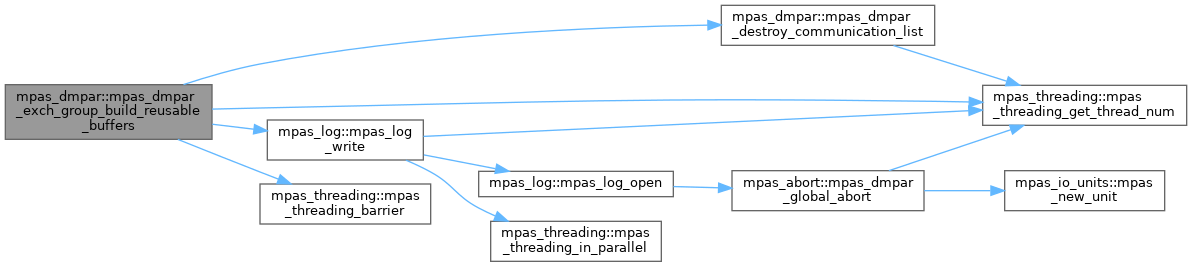 mpas_dmpar::mpas_dmpar
_exch_group_build_reusable
_buffers
mpas_dmpar::mpas_dmpar
_destroy_communication_list
mpas_threading::mpas
_threading_get_thread_num
mpas_log::mpas_log
_write
mpas_log::mpas_log_open
mpas_abort::mpas_dmpar
_global_abort
mpas_io_units::mpas
_new_unit
mpas_threading::mpas
_threading_barrier
mpas_threading::mpas
_threading_in_parallel